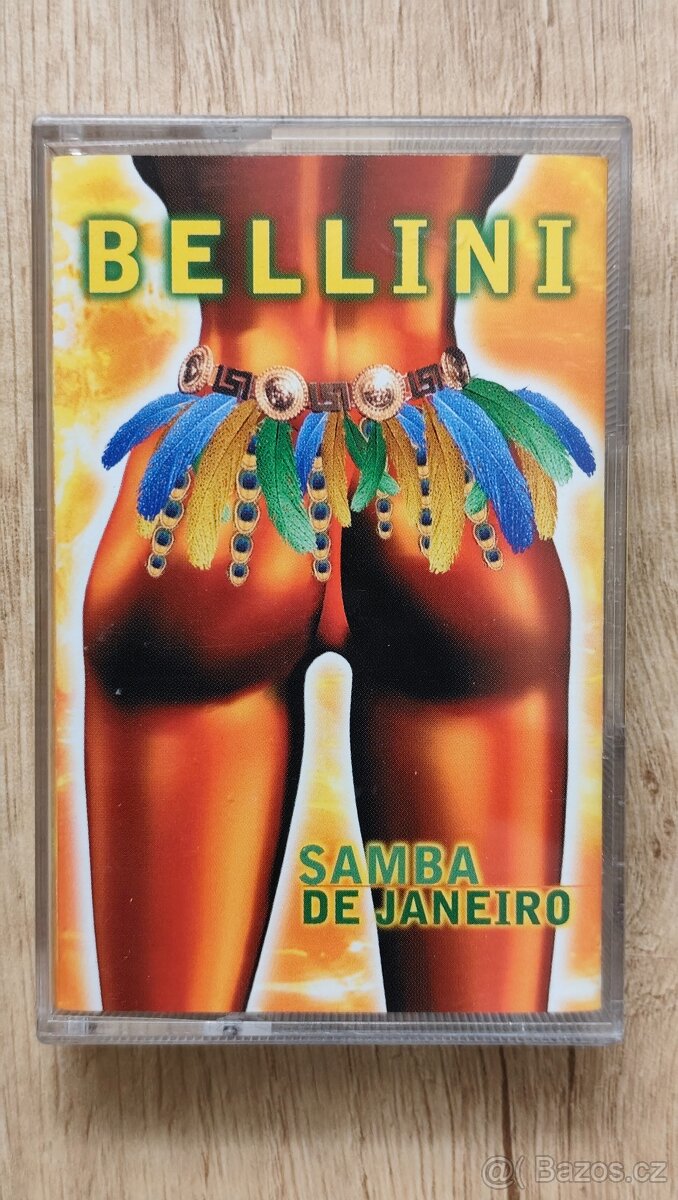 BELLINI
SAMBA
DE JANEIRO
@( Bazos.cz